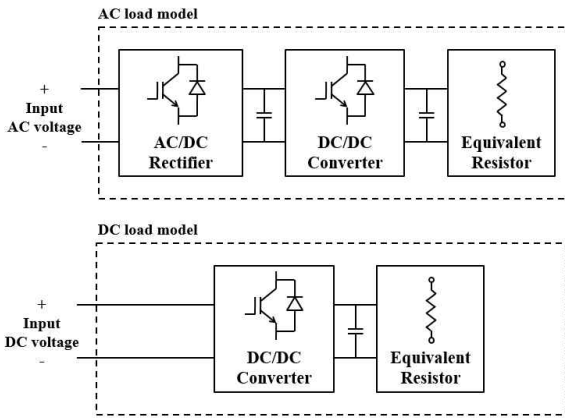 AC load model
+
Input
AC voltage
-
AC/DC
Rectifier
DC/DC
Converter
Equivalent
Resistor
DC load model
+
Input
DC voltage
-
DC/DC
Converter
Equivalent
Resistor